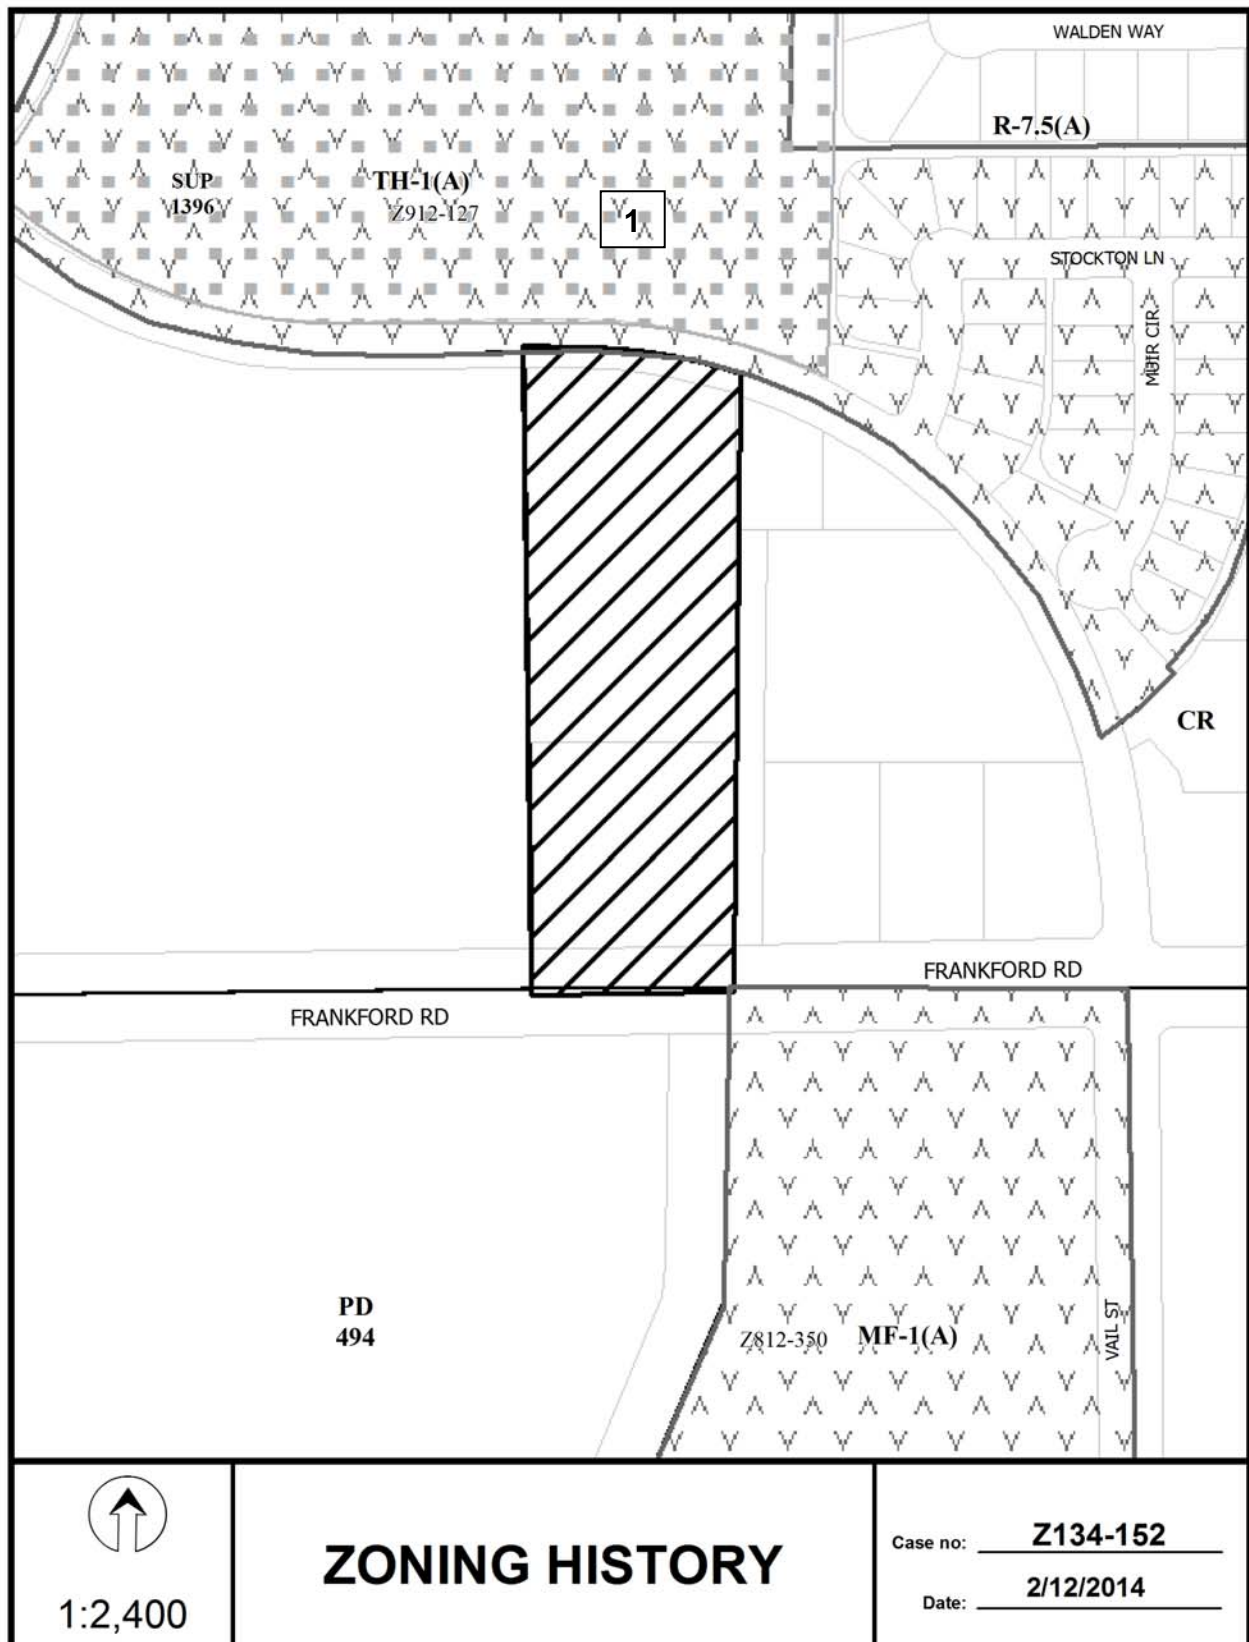 WALDEN WAY
R-7.5(A)
SUP
1396
TH-1(A)
Z912-127
1
STOCKTON LN
MUIR CIR.
CR
FRANKFORD RD
FRANKFORD RD
PD
494
Z812-350
MF-1(A)
VAIL ST
1:2,400
ZONING HISTORY
Case no: Z134-152
Date: 2/12/2014